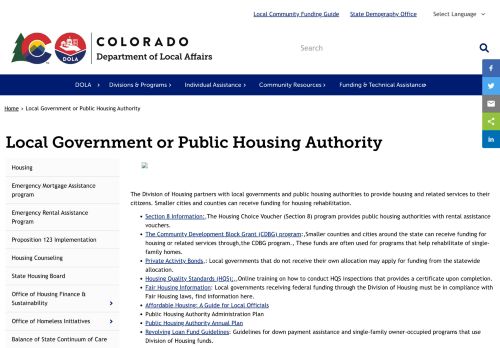 Local Community Funding Guide State Demography Office Select Language
COLORADO
Department of Local Affairs
DOLA
Search
DOLA Divisions & Programs Individual Assistance Community Resources Funding & Technical Assistance
Home » Local Government or Public Housing Authority
Local Government or Public Housing Authority
Housing
Emergency Mortgage Assistance
program
Emergency Rental Assistance
Program
Proposition 123 Implementation
Housing Counseling
State Housing Board
Office of Housing Finance &
Sustainability
Office of Homeless Initiatives
Balance of State Continuum of Care
The Division of Housing partners with local governments and public housing authorities to provide housing and related services to their
citizens. Smaller cities and counties can receive funding for housing rehabilitation.
Section 8 Information: The Housing Choice Voucher (Section 8) program provides public housing authorities with rental assistance
vouchers.
The Community Development Block Grant (CDBG) program: Smaller counties and cities around the state can receive funding for
housing or related services through the CDBG program. These funds are often used for programs that help rehabilitate of single-
family homes.
Private Activity Bonds : Local governments that do not receive their own allocation may apply for funding from the statewide
allocation.
Housing Quality Standards (HQS): Online training on how to conduct HQS inspections that provides a certificate upon completion.
Fair Housing Information: Local governments receiving federal funding through the Division of Housing must be in compliance with
Fair Housing laws, find information here.
Affordable Housing: A Guide for Local Officials
Public Housing Authority Administration Plan
Public Housing Authority Annual Plan
Revolving Loan Fund Guidelines: Guidelines for down payment assistance and single-family owner-occupied programs that use
Division of Housing funds.